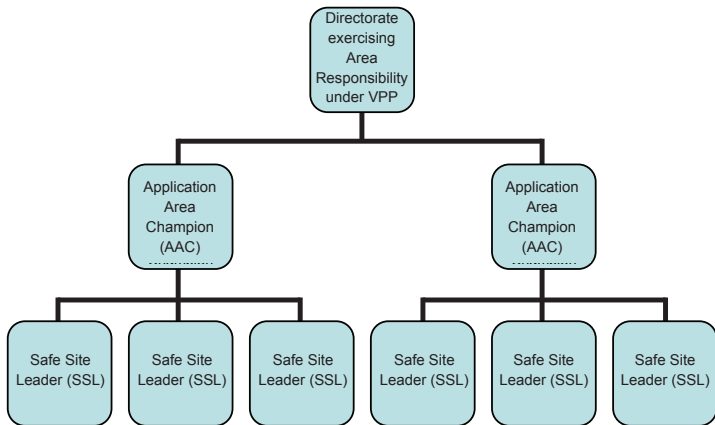 Directorate
exercising
Area
Responsibility
under VPP
Application
Area
Champion
(AAC)
Application
Area
Champion
(AAC)
Safe Site
Leader (SSL)
Safe Site
Leader (SSL)
Safe Site
Leader (SSL)
Safe Site
Leader (SSL)
Safe Site
Leader (SSL)
Safe Site
Leader (SSL)